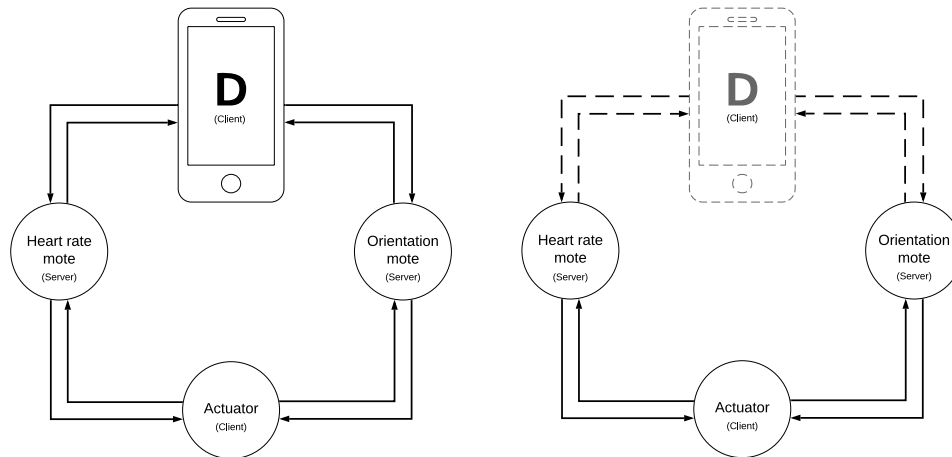 D
(Client)
Heart rate
mote
(Server)
Orientation
mote
(Server)
Actuator
(Client)
D
(Client)
Heart rate
mote
(Server)
Orientation
mote
(Server)
Actuator
(Client)